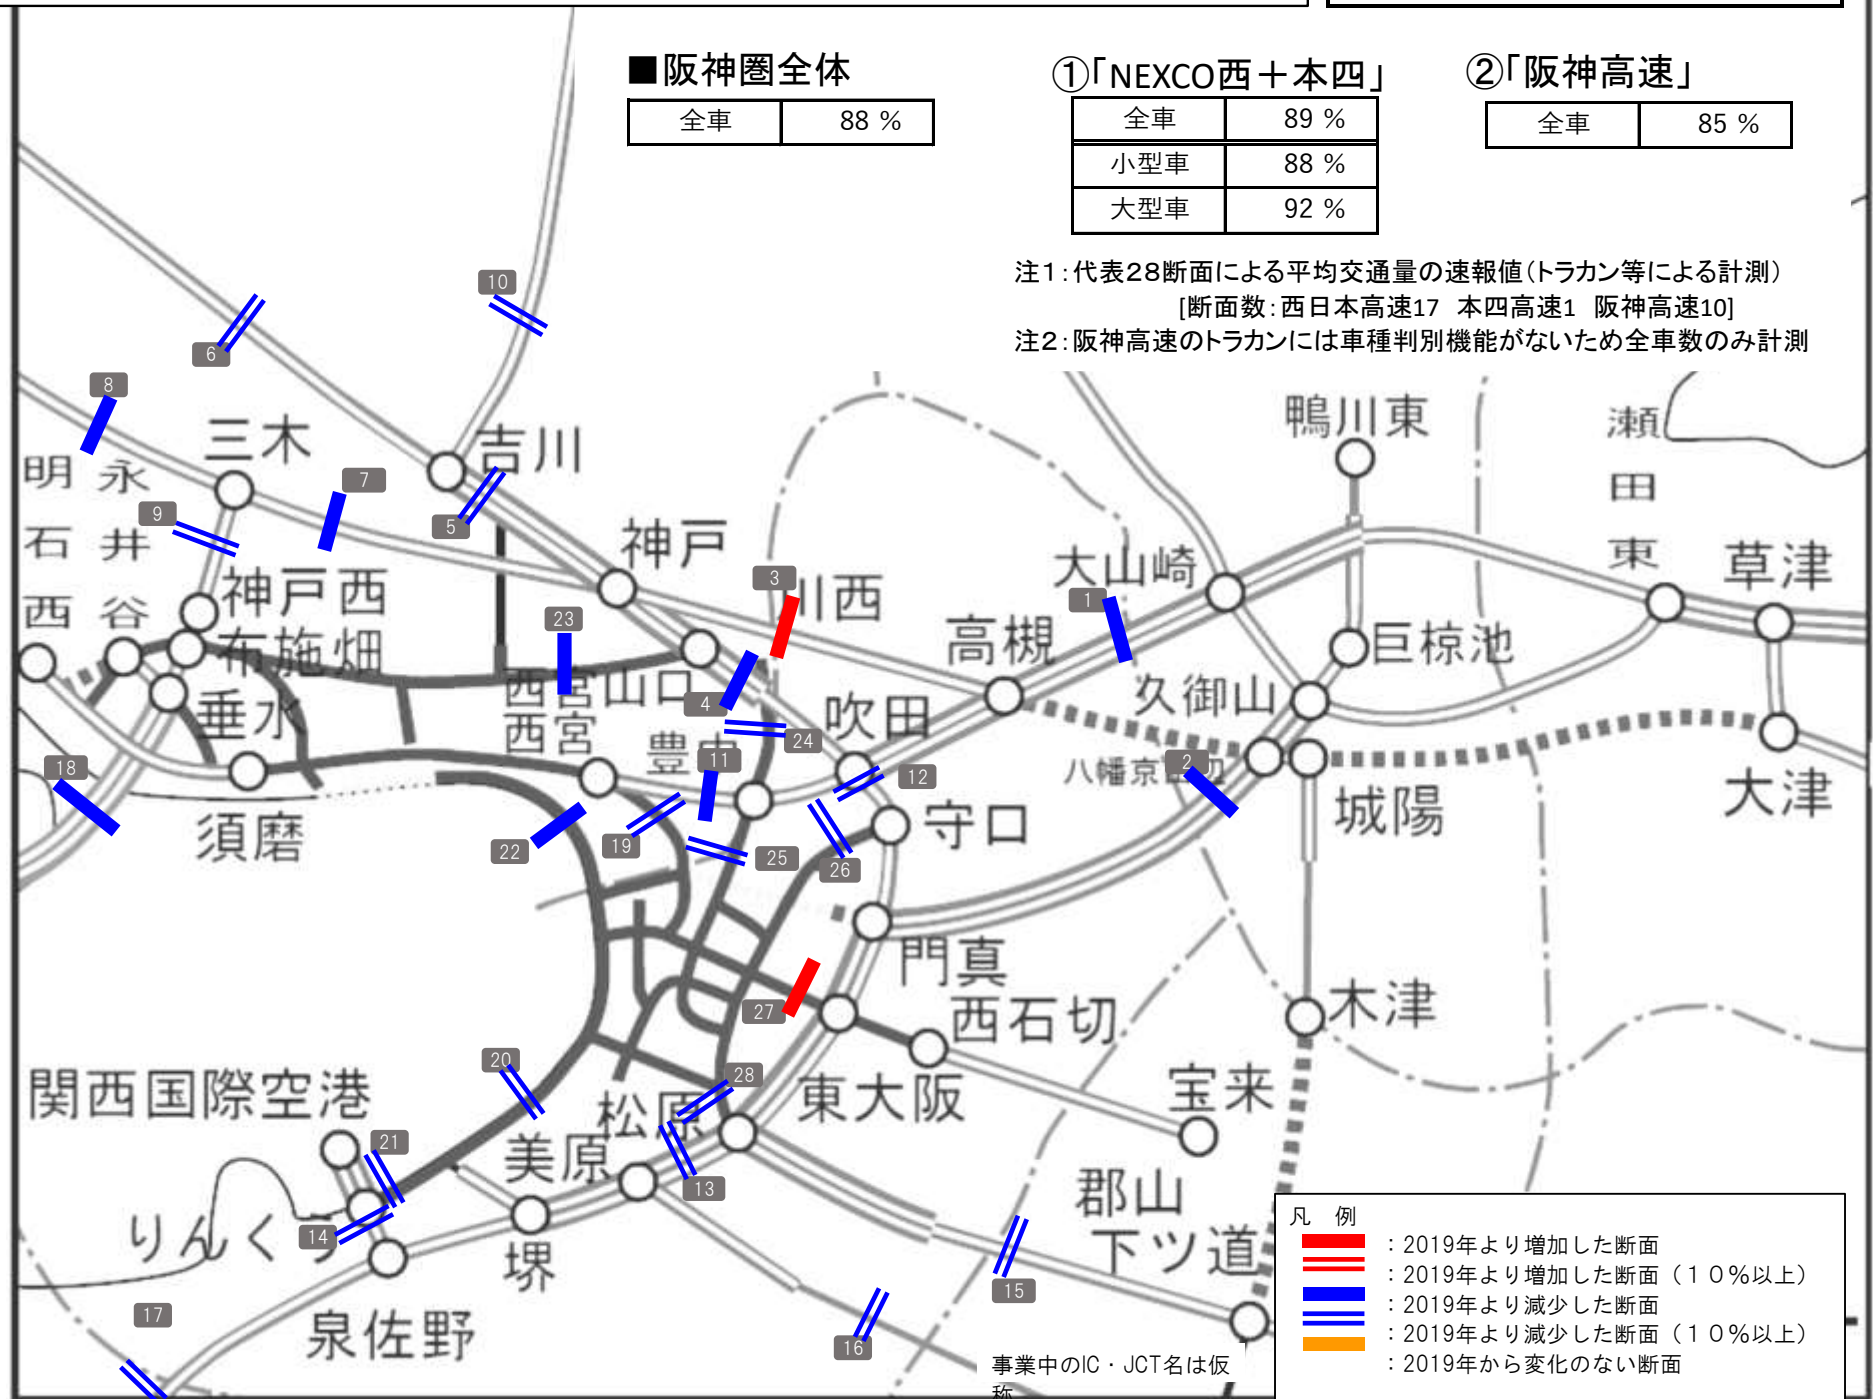 ■阪神圏全体
全車 88 %
①「NEXCO西＋本四」
全車 89 %
小型車 88 %
大型車 92 %
②「阪神高速」
全車 85 %
注1：代表28断面による平均交通量の速報値（トラカン等による計測）
[断面数：西日本高速17 本四高速1 阪神高速10]
注2：阪神高速のトラカンには車種判別機能がないため全車数のみ計測
10
6
8
三木
吉川
鴨川東
瀬田東
明石西
永井谷
7
9
5
神戸
大山崎
草津
神戸西
3
川西
1
布施畑
23
高槻
巨椋池
西宮山口
4
久御山
垂水
西宮
吹田
24
豊中
11
12
八幡京田辺
2
18
大津
須磨
守口
城陽
22
19
25
26
門真
27
西石切
木津
20
28
関西国際空港
松原
東大阪
宝来
21
美原
13
郡山
14
りんくう
下ツ道
堺
15
17
泉佐野
16
事業中のIC・JCT名は仮
称
凡 例
：2019年より増加した断面
：2019年より増加した断面（１０％以上）
：2019年より減少した断面
：2019年より減少した断面（１０％以上）
：2019年から変化のない断面